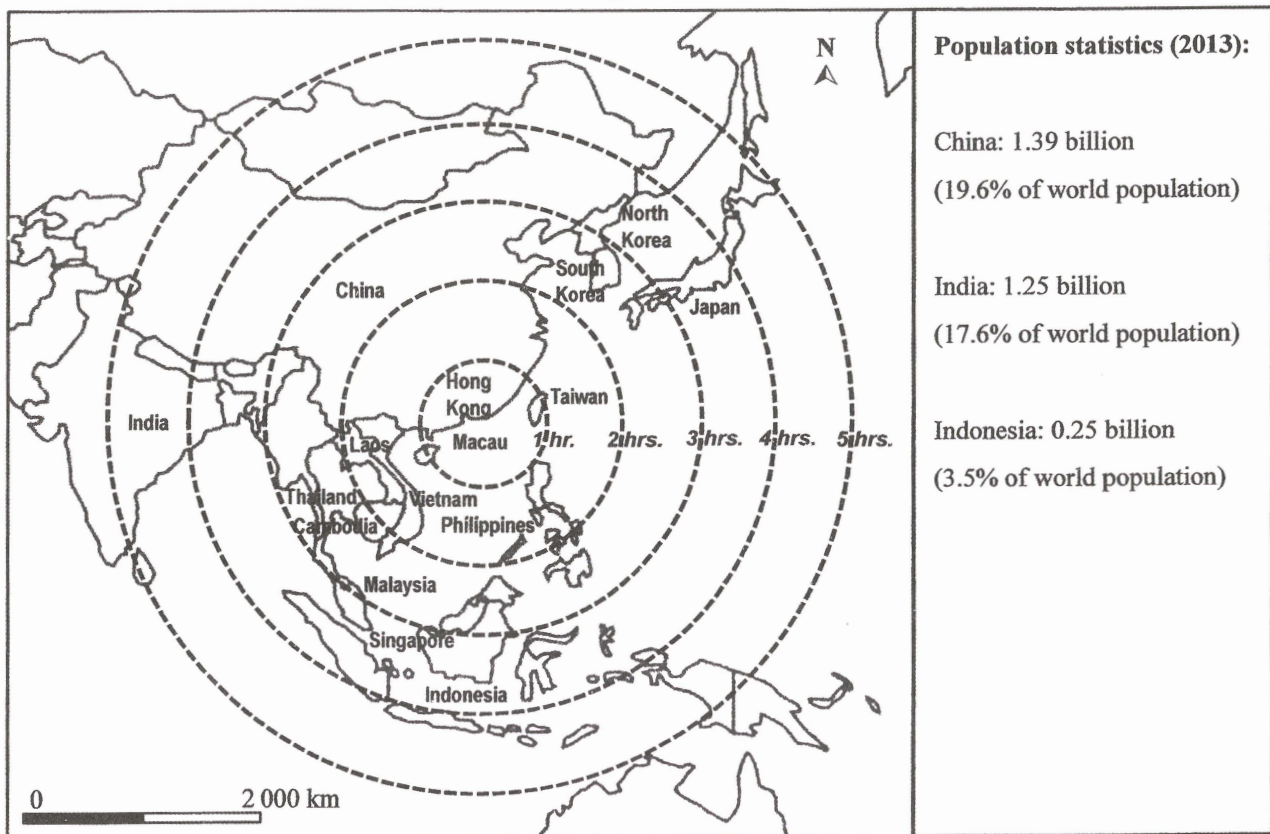 N
North
Korea
South
Korea
China
Japan
Hong
Kong
Taiwan
India
Macau
1 hr.
2 hrs.
3 hrs.
4 hrs.
5 hrs.
Laos
Thailand
Vietnam
Cambodia
Philippines
Malaysia
Singapore
Indonesia
0
2 000 km
Population statistics (2013):
China: 1.39 billion
(19.6% of world population)
India: 1.25 billion
(17.6% of world population)
Indonesia: 0.25 billion
(3.5% of world population)